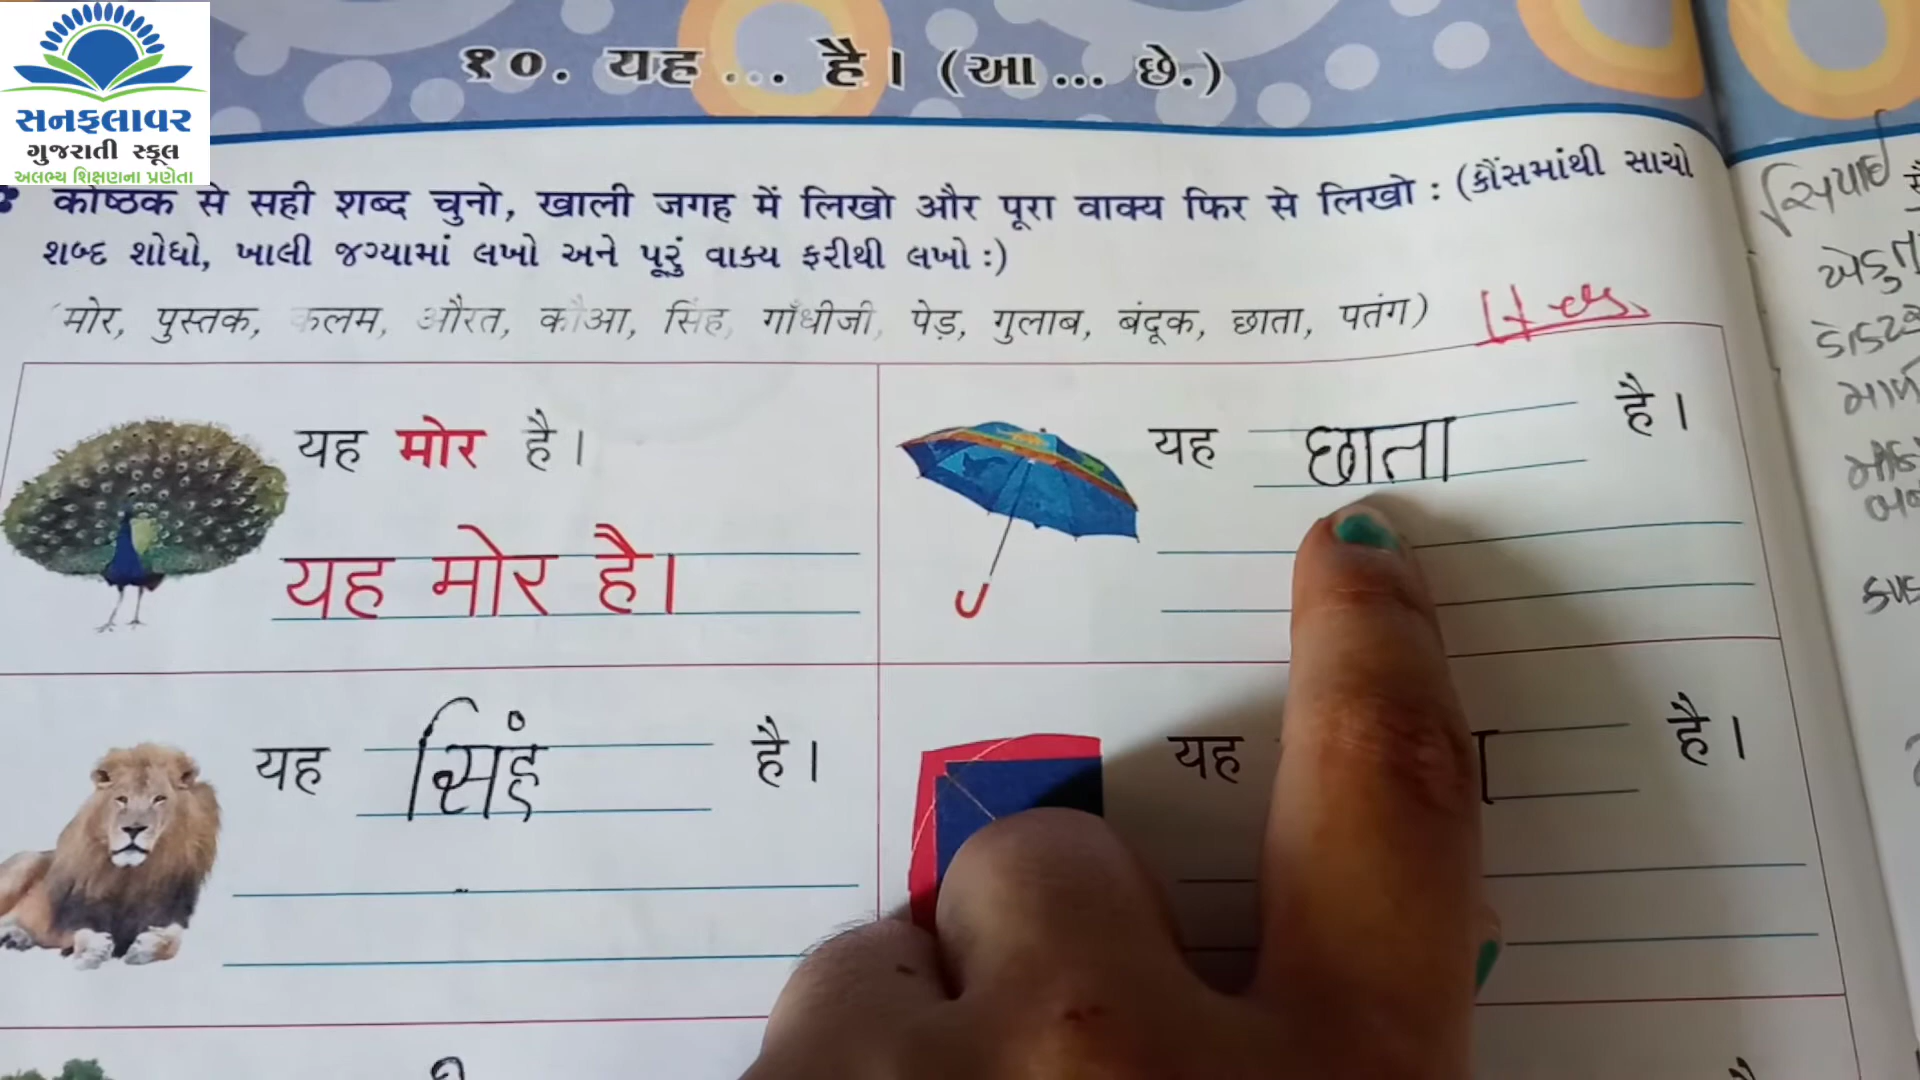 સનફલાવર
ગુજરાતી સ્કૂલ
અલભ્ય શિક્ષણના પ્રણેતા
१०. यह ... है। (આ ... છે.)
कोष्ठक से सही शब्द चुनो, खाली जगह में लिखो और पूरा वाक्य फिर से लिखो : (કૌંસમાંથી સાચો
શબ્દ શોધો, ખાલી જગ્યામાં લખો અને પૂરું વાક્ય ફરીથી લખો :)
(मोर, पुस्तक, कलम, औरत, कौआ, सिंह, गाँधीजी, पेड़, गुलाब, बंदूक, छाता, पतंग)
यह मोर है।
यह मोर है।
यह छाता है।
यह सिंह है।
यह है।